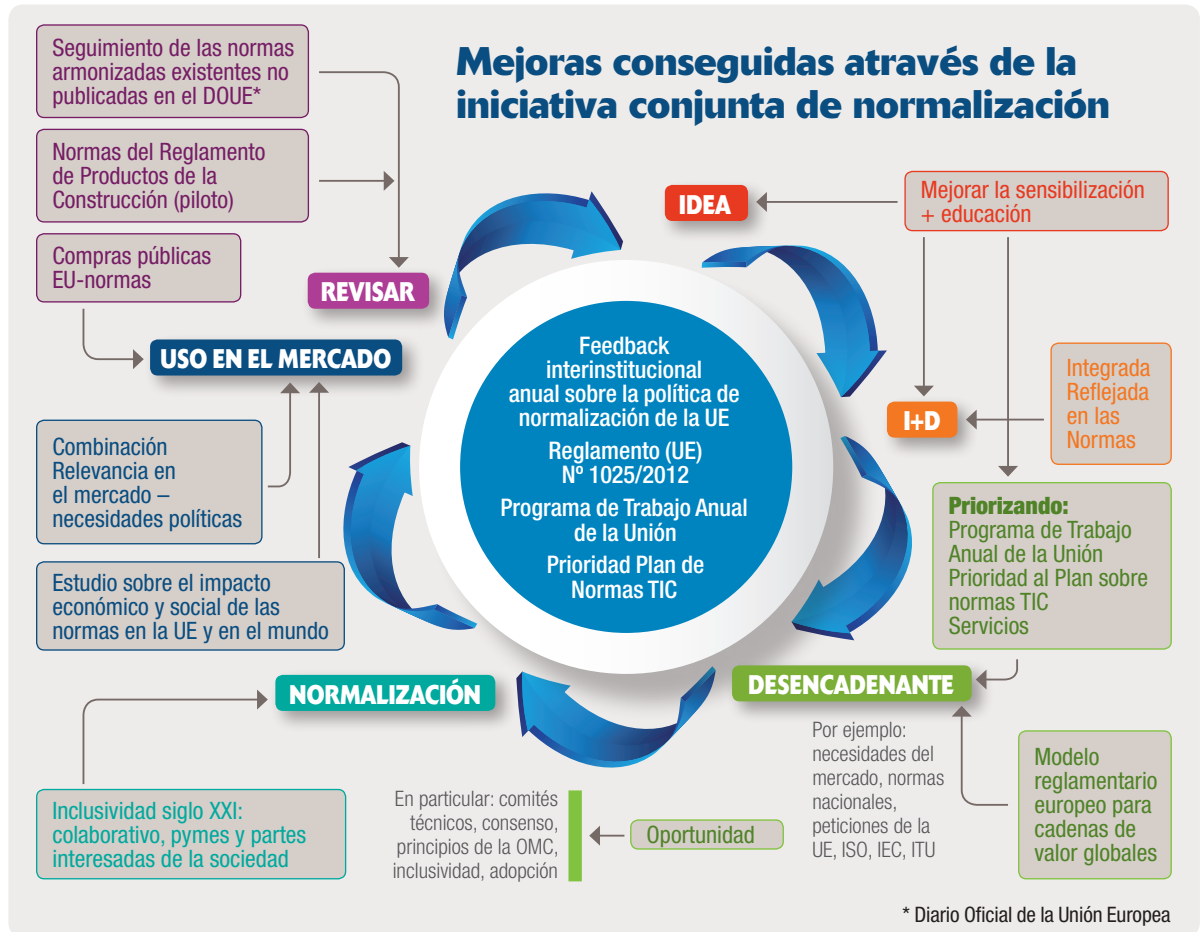 Mejoras conseguidas através de la
iniciativa conjunta de normalización
Seguimiento de las normas
armonizadas existentes no
publicadas en el DOUE*
Normas del Reglamento
de Productos de la
Construcción (piloto)
Compras públicas
EU-normas
REVISAR
USO EN EL MERCADO
Combinación
Relevancia en
el mercado –
necesidades políticas
Estudio sobre el impacto
económico y social de las
normas en la UE y en el mundo
NORMALIZACIÓN
Inclusividad siglo XXI:
colaborativo, pymes y partes
interesadas de la sociedad
IDEA
Mejorar la sensibilización
+ educación
I+D
Integrada
Reflejada
en las
Normas
Priorizando:
Programa de Trabajo
Anual de la Unión
Prioridad al Plan sobre
normas TIC
Servicios
DESENCADENANTE
Por ejemplo:
necesidades del
mercado, normas
nacionales,
peticiones de la
UE, ISO, IEC, ITU
Modelo
reglamentario
europeo para
cadenas de
valor globales
Oportunidad
En particular: comités
técnicos, consenso,
principios de la OMC,
inclusividad, adopción
Feedback
interinstitucional
anual sobre la política de
normalización de la UE
Reglamento (UE)
Nº 1025/2012
Programa de Trabajo Anual
de la Unión
Prioridad Plan de
Normas TIC
* Diario Oficial de la Unión Europea